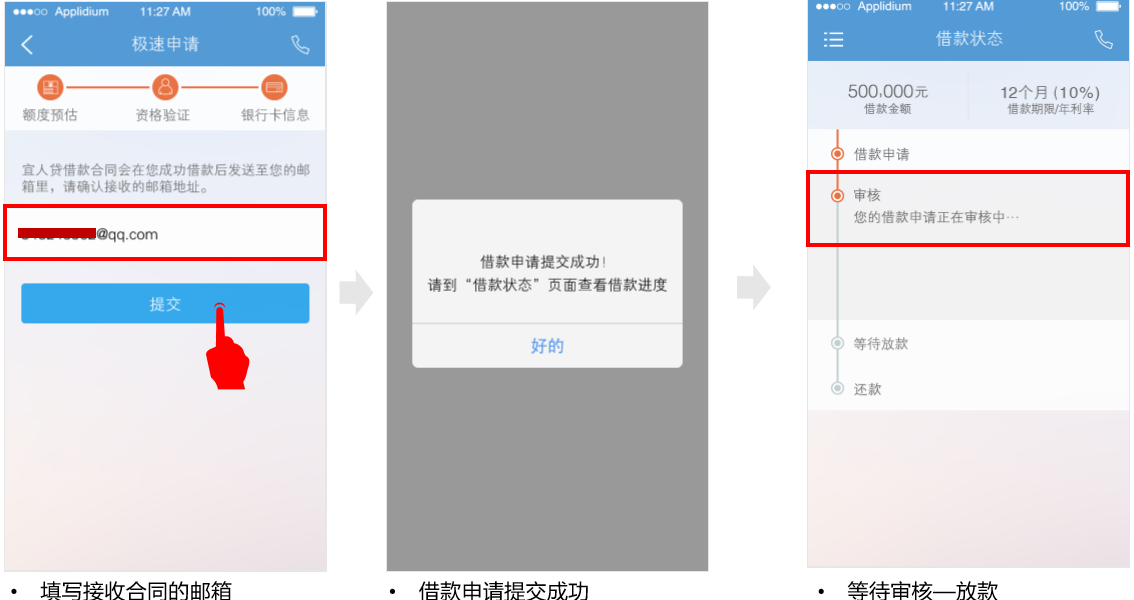 Applidium 11:27 AM 100%
极速申请
额度预估 资格验证 银行卡信息
宜人贷借款合同会在您成功借款后发送至您的邮
箱里，请确认接收的邮箱地址。
@qq.com
提交
• 填写接收合同的邮箱
借款申请提交成功！
请到“借款状态”页面查看借款进度
好的
• 借款申请提交成功
Applidium 11:27 AM 100%
借款状态
500,000元 12个月 (10%)
借款金额 借款期限/年利率
借款申请
审核
您的借款申请正在审核中…
等待放款
还款
• 等待审核—放款